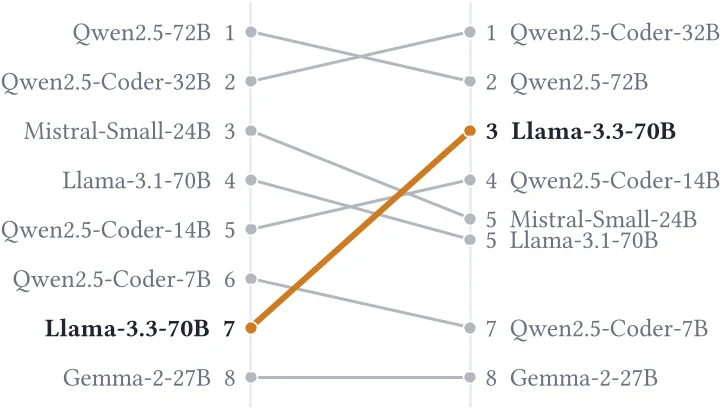 Qwen2.5-72B 1
Qwen2.5-Coder-32B 2
Mistral-Small-24B 3
Llama-3.1-70B 4
Qwen2.5-Coder-14B 5
Qwen2.5-Coder-7B 6
Llama-3.3-70B 7
Gemma-2-27B 8
1 Qwen2.5-Coder-32B
2 Qwen2.5-72B
3 Llama-3.3-70B
4 Qwen2.5-Coder-14B
5 Mistral-Small-24B
5 Llama-3.1-70B
7 Qwen2.5-Coder-7B
8 Gemma-2-27B